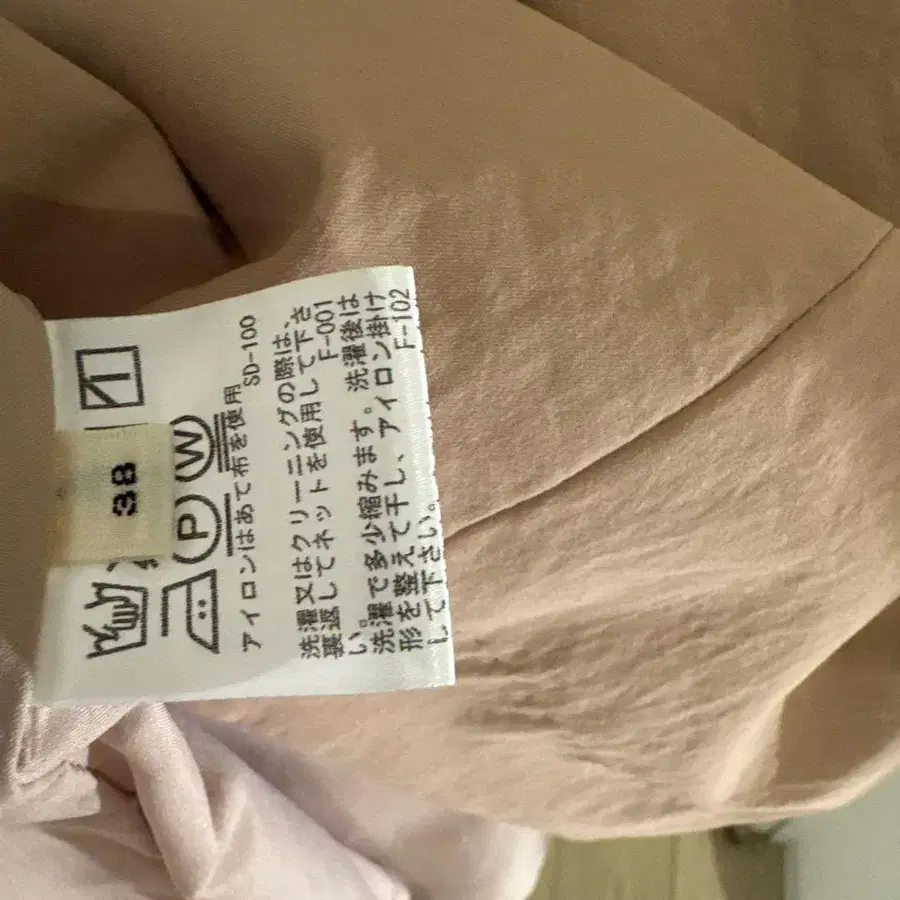 38
P W
アイロンはあて布を使用
SD-100
洗濯又はクリーニングの際は、
裏返してネットを使用して下さ
い。 F-001
洗濯で多少縮みます。洗濯後は
形を整えて干し、アイロン掛け
して下さい。 F-102